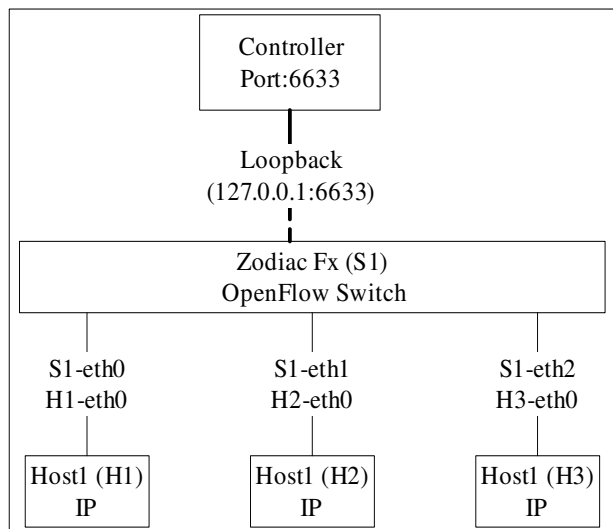 Controller
Port:6633
Loopback
(127.0.0.1:6633)
Zodiac Fx (S1)
OpenFlow Switch
S1-eth0
H1-eth0
S1-eth1
H2-eth0
S1-eth2
H3-eth0
Host1 (H1)
IP
Host1 (H2)
IP
Host1 (H3)
IP